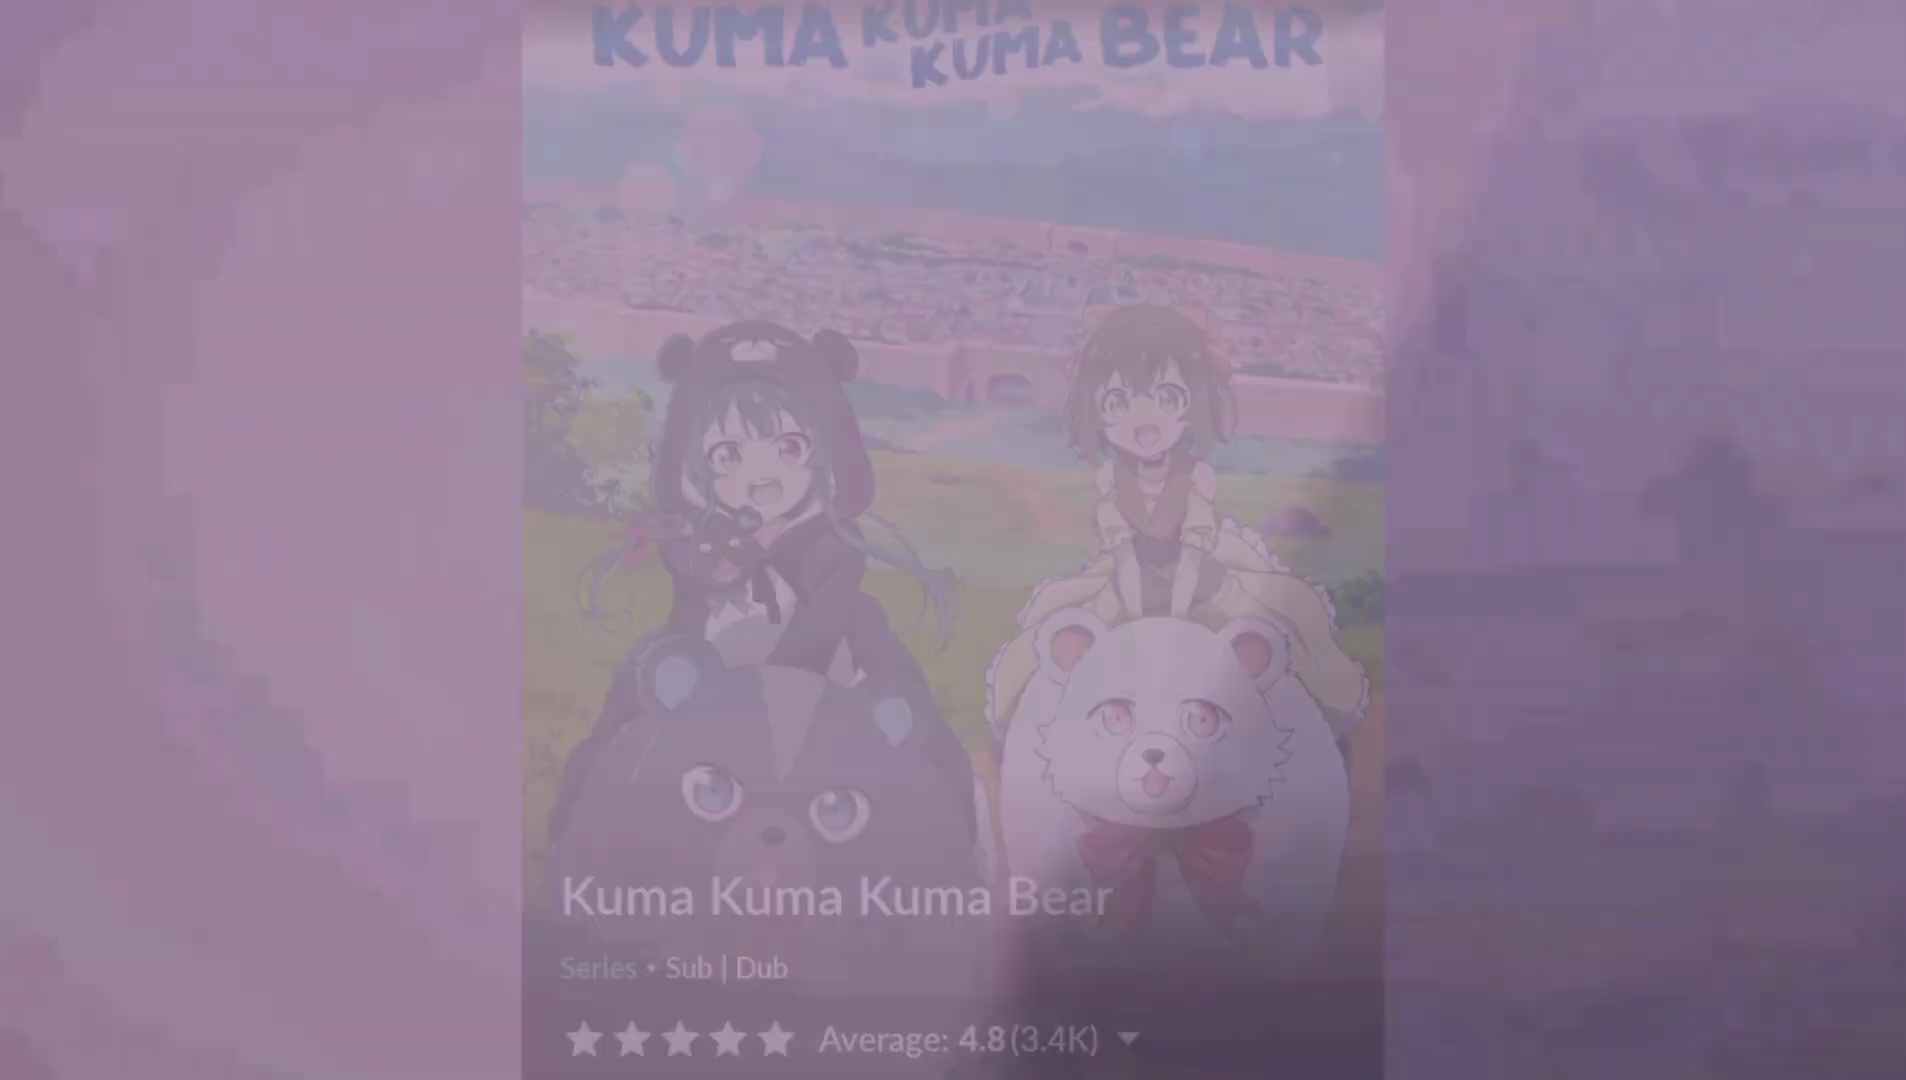 KUMA KUMA KUMA BEAR
Kuma Kuma Kuma Bear
Series • Sub | Dub
Average: 4.8 (3.4K)